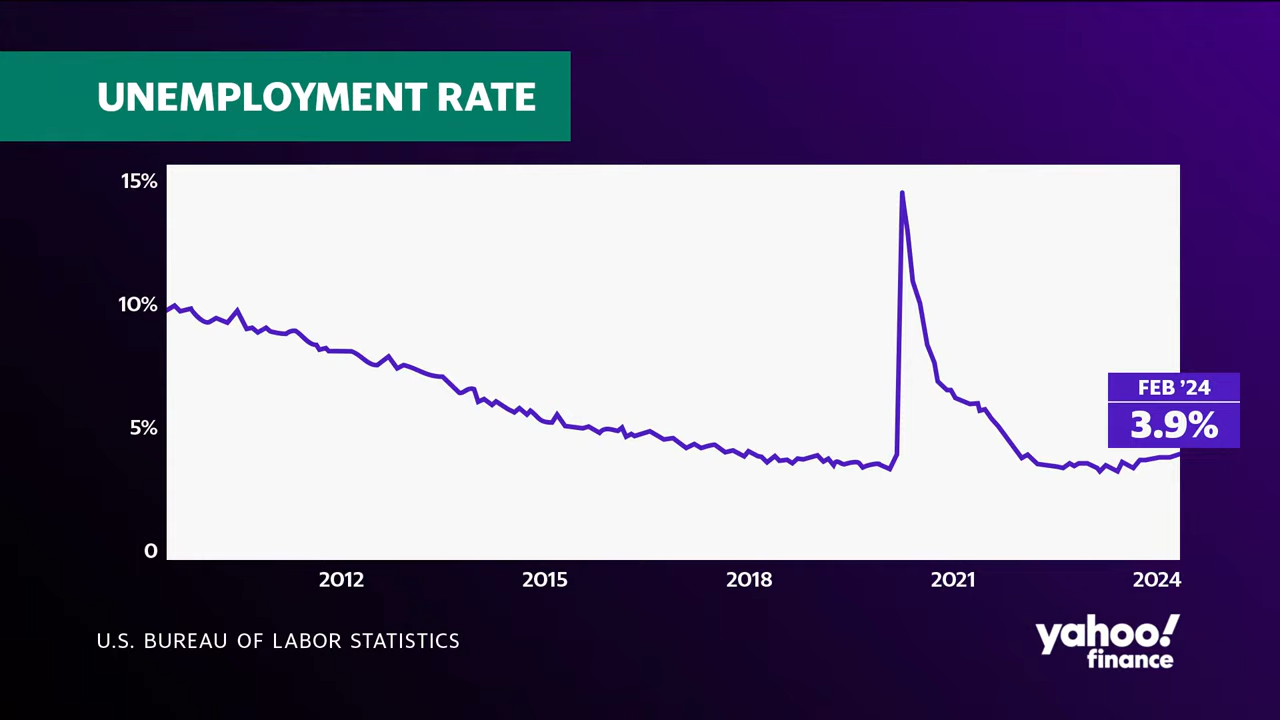 UNEMPLOYMENT RATE
15%
10%
5%
0
FEB ’24
3.9%
2012 2015 2018 2021 2024
U.S. BUREAU OF LABOR STATISTICS
yahoo!
finance